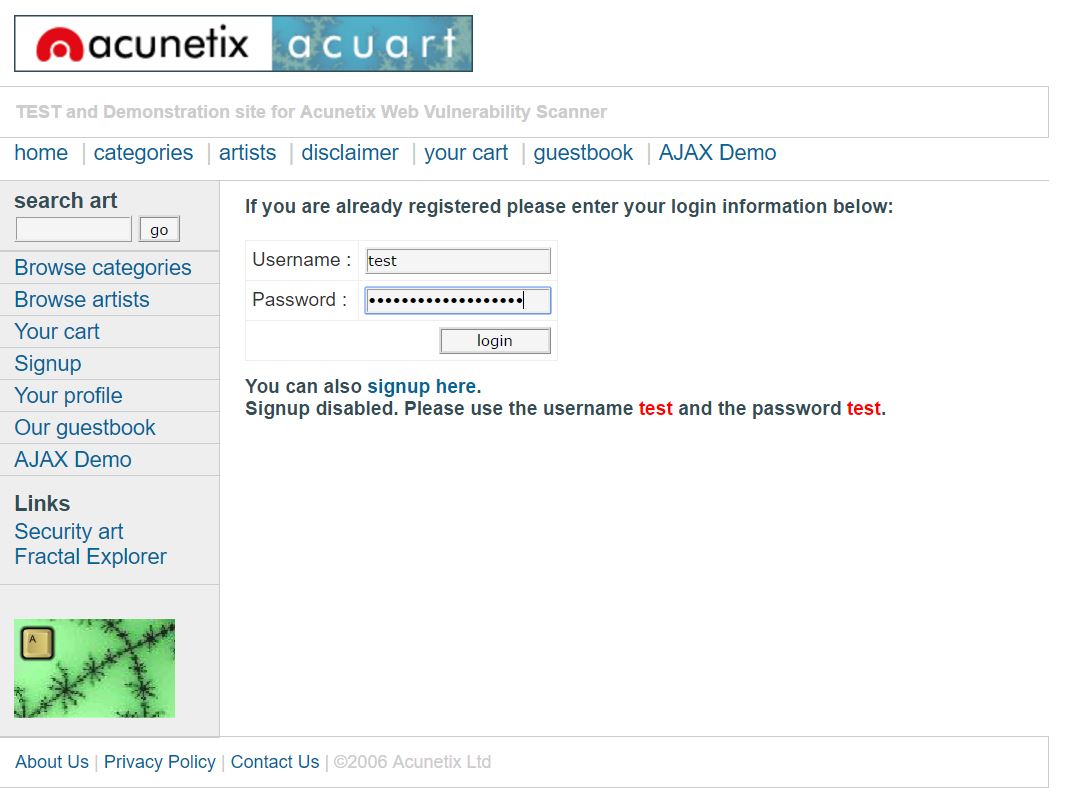 acunetix acuart
TEST and Demonstration site for Acunetix Web Vulnerability Scanner
home | categories | artists | disclaimer | your cart | guestbook | AJAX Demo
search art
go
Browse categories
Browse artists
Your cart
Signup
Your profile
Our guestbook
AJAX Demo
Links
Security art
Fractal Explorer
A
If you are already registered please enter your login information below:
Username : test
Password : •••••••••••••••••••
login
You can also signup here.
Signup disabled. Please use the username test and the password test.
About Us | Privacy Policy | Contact Us | ©2006 Acunetix Ltd